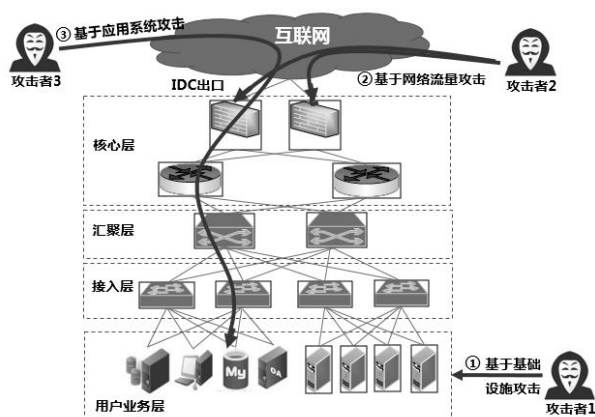 ③ 基于应用系统攻击
互联网
攻击者3
IDC出口
② 基于网络流量攻击
攻击者2
核心层
汇聚层
接入层
My
OA
用户业务层
① 基于基础
设施攻击
攻击者1